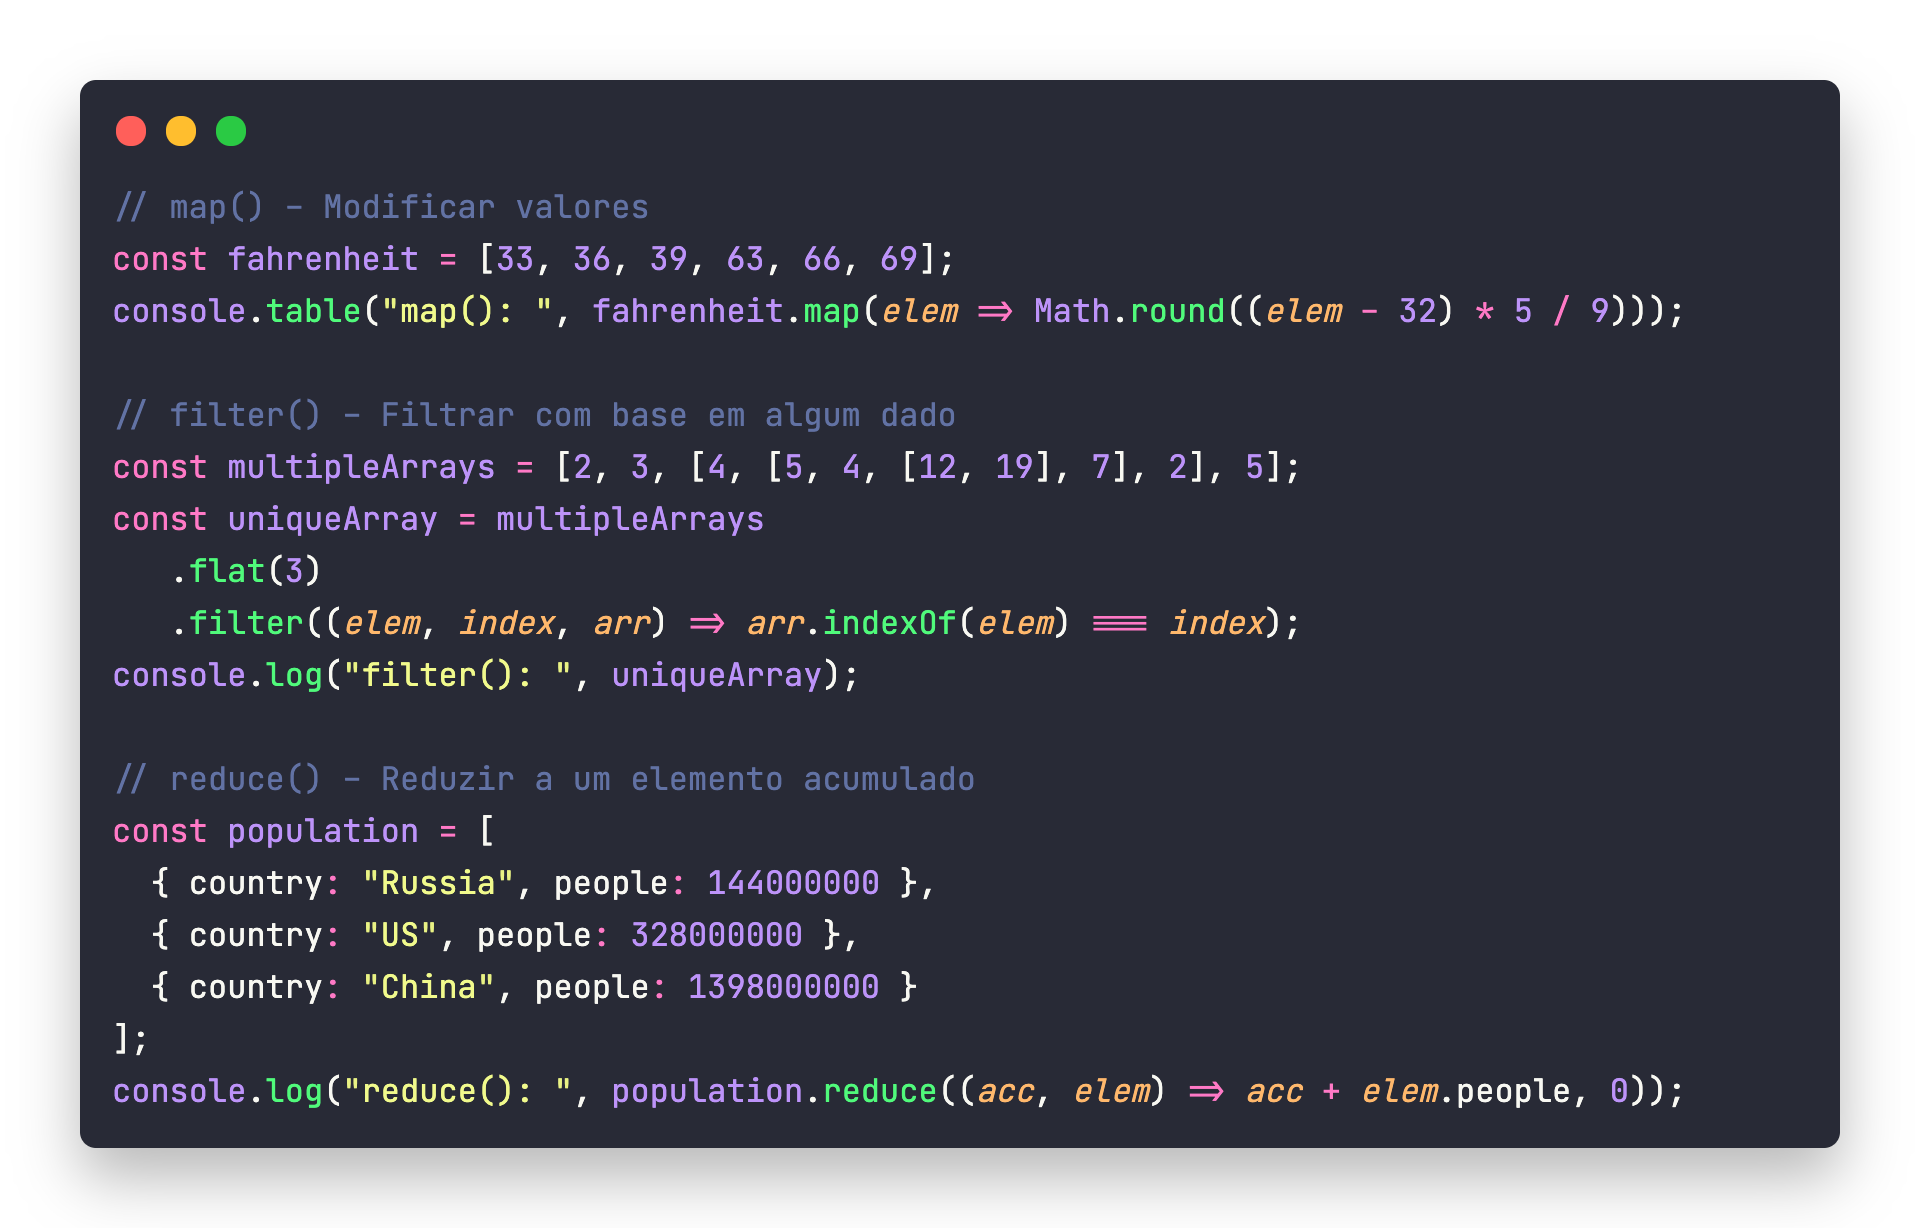 // map() - Modificar valores
const fahrenheit = [33, 36, 39, 63, 66, 69];
console.table("map(): ", fahrenheit.map(elem => Math.round((elem - 32) * 5 / 9)));
// filter() - Filtrar com base em algum dado
const multipleArrays = [2, 3, [4, [5, 4, [12, 19], 7], 2], 5];
const uniqueArray = multipleArrays
   .flat(3)
   .filter((elem, index, arr) => arr.indexOf(elem) === index);
console.log("filter(): ", uniqueArray);
// reduce() - Reduzir a um elemento acumulado
const population = [
  { country: "Russia", people: 144000000 },
  { country: "US", people: 328000000 },
  { country: "China", people: 1398000000 }
];
console.log("reduce(): ", population.reduce((acc, elem) => acc + elem.people, 0));